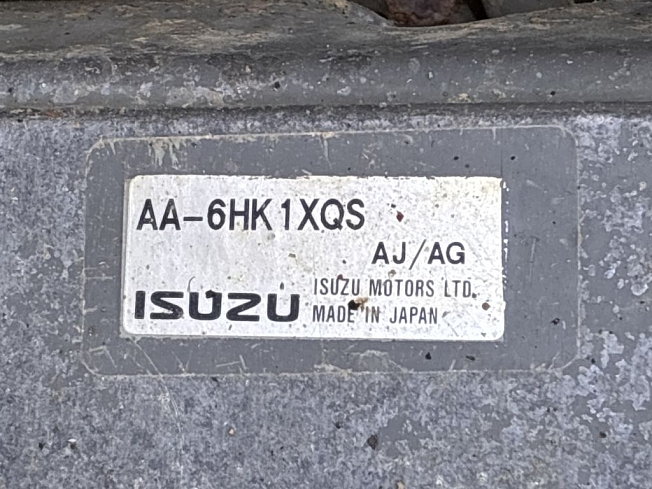 AA-6HK1XQS
AJ/AG
ISUZU
ISUZU MOTORS LTD.
MADE IN JAPAN